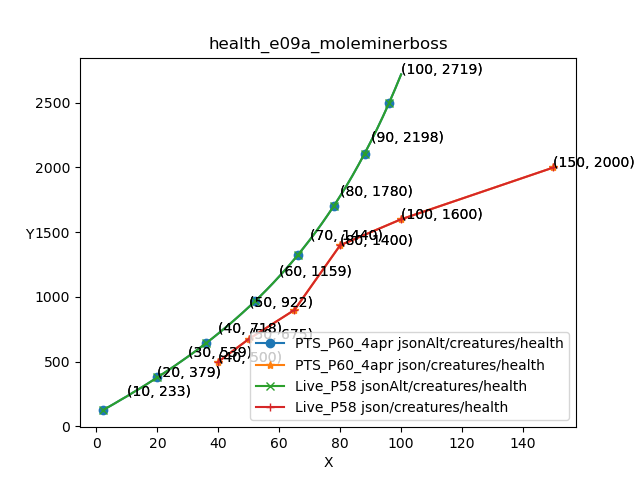 health_e09a_moleminerboss
(100, 2719)
2500
(90, 2198)
2000
(150, 2000)
(80, 1780)
(100, 1600)
Y
1500
(70, 1440)
(80, 1400)
(60, 1159)
1000
(50, 922)
(40, 718)
(50, 675)
(30, 539)
500
(40, 500)
(20, 379)
(10, 233)
0
PTS_P60_4apr jsonAlt/creatures/health
PTS_P60_4apr json/creatures/health
Live_P58 jsonAlt/creatures/health
Live_P58 json/creatures/health
0 20 40 60 80 100 120 140
X